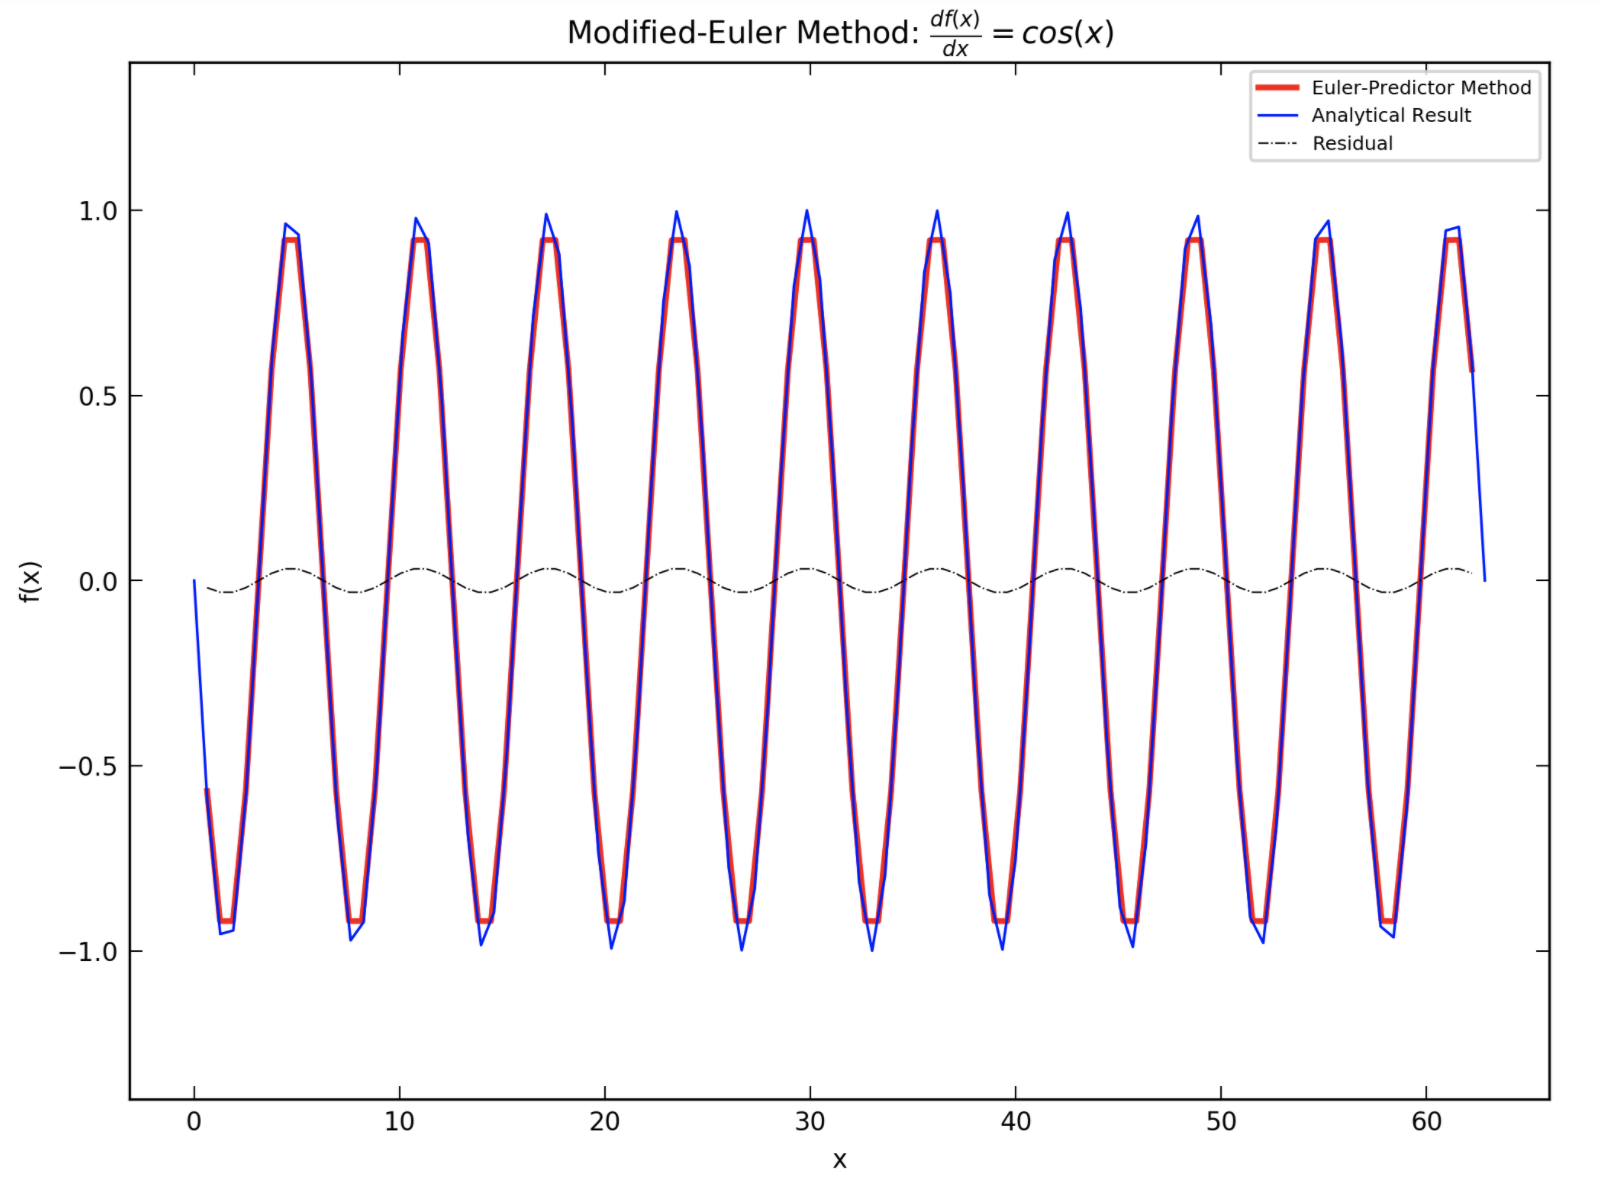 Modified-Euler Method: df(x)/dx = cos(x)
Euler-Predictor Method
Analytical Result
Residual
1.0
0.5
0.0
−0.5
−1.0
f(x)
0 10 20 30 40 50 60
x